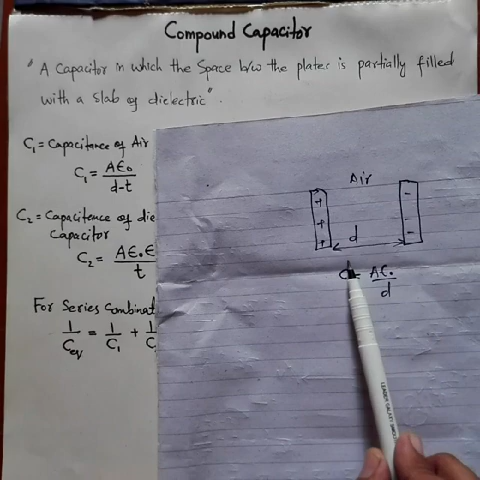 Compound Capacitor
" A Capacitor in which the Space b/w the plates is partially filled
with a slab of dielectric".
C₁ = Capacitance of Air
C₁ = Aϵ₀
d-t
C₂ = Capacitence of die
Capacitor
C₂ = Aϵ₀ϵ
t
For Series Combinat
1/Ceq = 1/C₁ + 1/C
Air
+ -
+ -
+ -
d
C = Aϵ₀
d